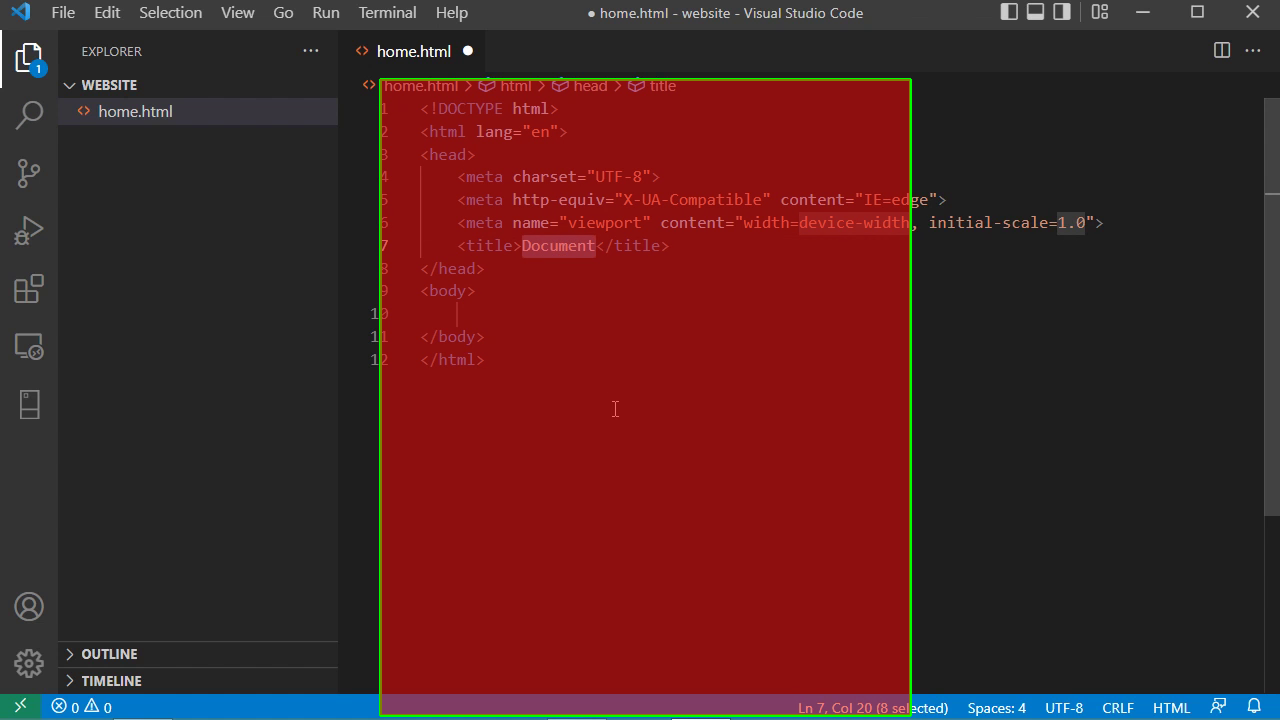 File Edit Selection View Go Run Terminal Help ● home.html - website - Visual Studio Code
EXPLORER
home.html
1
WEBSITE
home.html
home.html > html > head > title
1 <!DOCTYPE html>
2 <html lang="en">
3 <head>
4 <meta charset="UTF-8">
5 <meta http-equiv="X-UA-Compatible" content="IE=edge">
6 <meta name="viewport" content="width=device-width, initial-scale=1.0">
7 <title>Document</title>
8 </head>
9 <body>
10
11 </body>
12 </html>
OUTLINE
TIMELINE
0 0 Ln 7, Col 20 (8 selected) Spaces: 4 UTF-8 CRLF HTML